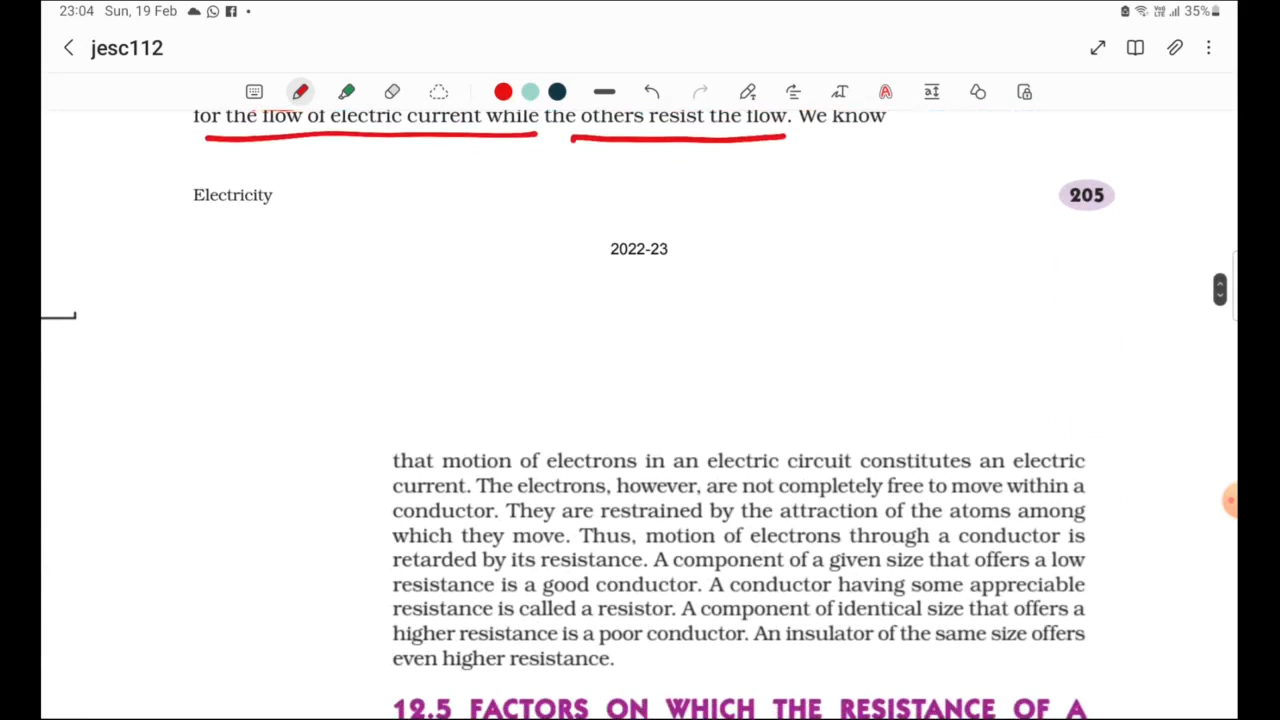 23:04 Sun, 19 Feb
35%
jesc112
for the flow of electric current while the others resist the flow. We know
Electricity
205
2022-23
that motion of electrons in an electric circuit constitutes an electric
current. The electrons, however, are not completely free to move within a
conductor. They are restrained by the attraction of the atoms among
which they move. Thus, motion of electrons through a conductor is
retarded by its resistance. A component of a given size that offers a low
resistance is a good conductor. A conductor having some appreciable
resistance is called a resistor. A component of identical size that offers a
higher resistance is a poor conductor. An insulator of the same size offers
even higher resistance.
12.5 FACTORS ON WHICH THE RESISTANCE OF A